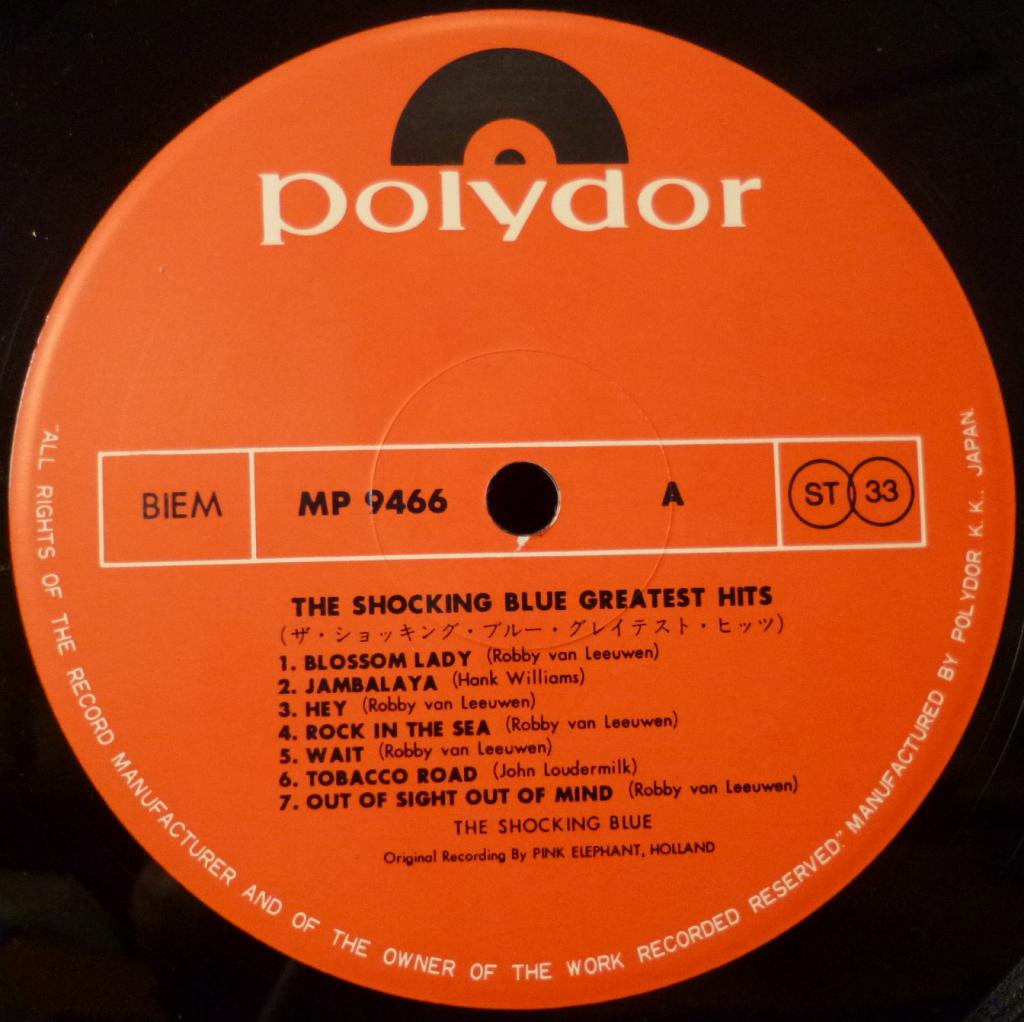 polydor
BIEM
MP 9466
A
ST 33
THE SHOCKING BLUE GREATEST HITS
(ザ・ショッキング・ブルー・グレイテスト・ヒッツ)
1. BLOSSOM LADY (Robby van Leeuwen)
2. JAMBALAYA (Hank Williams)
3. HEY (Robby van Leeuwen)
4. ROCK IN THE SEA (Robby van Leeuwen)
5. WAIT (Robby van Leeuwen)
6. TOBACCO ROAD (John Loudermilk)
7. OUT OF SIGHT OUT OF MIND (Robby van Leeuwen)
THE SHOCKING BLUE
Original Recording By PINK ELEPHANT, HOLLAND
"ALL RIGHTS OF THE RECORD MANUFACTURER AND OF THE OWNER OF THE WORK RECORDED RESERVED." MANUFACTURED BY POLYDOR K. K., JAPAN.